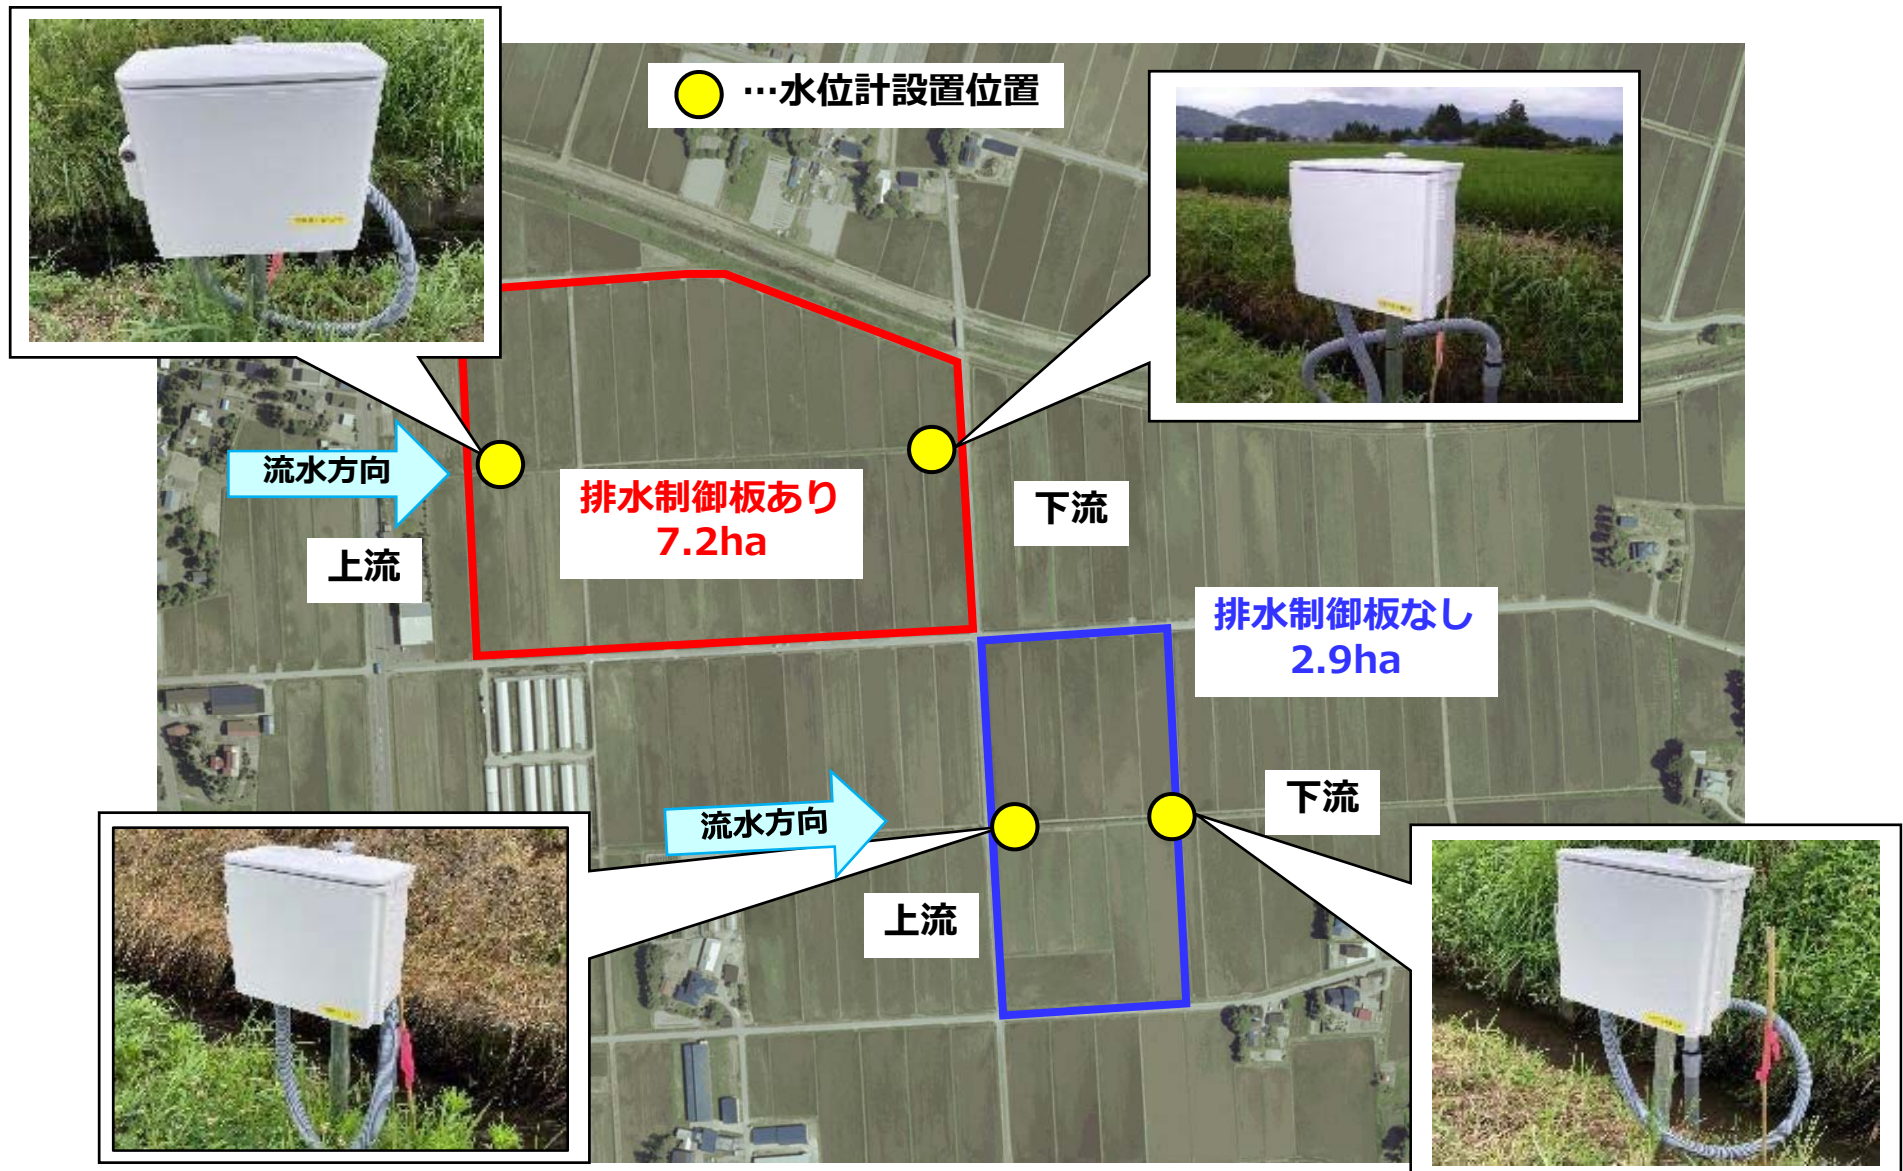 …水位計設置位置
流水方向
排水制御板あり
7.2ha
下流
上流
排水制御板なし
2.9ha
流水方向
下流
上流